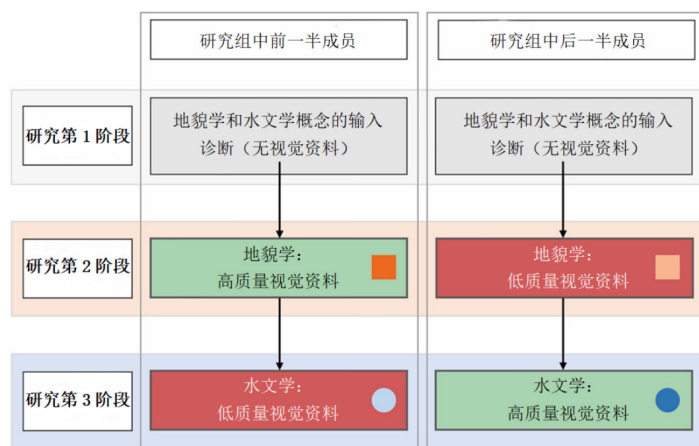 研究组中前一半成员
研究组中后一半成员
研究第 1 阶段
地貌学和水文学概念的输入
诊断（无视觉资料）
地貌学和水文学概念的输入
诊断（无视觉资料）
研究第 2 阶段
地貌学：
高质量视觉资料
地貌学：
低质量视觉资料
研究第 3 阶段
水文学：
低质量视觉资料
水文学：
高质量视觉资料